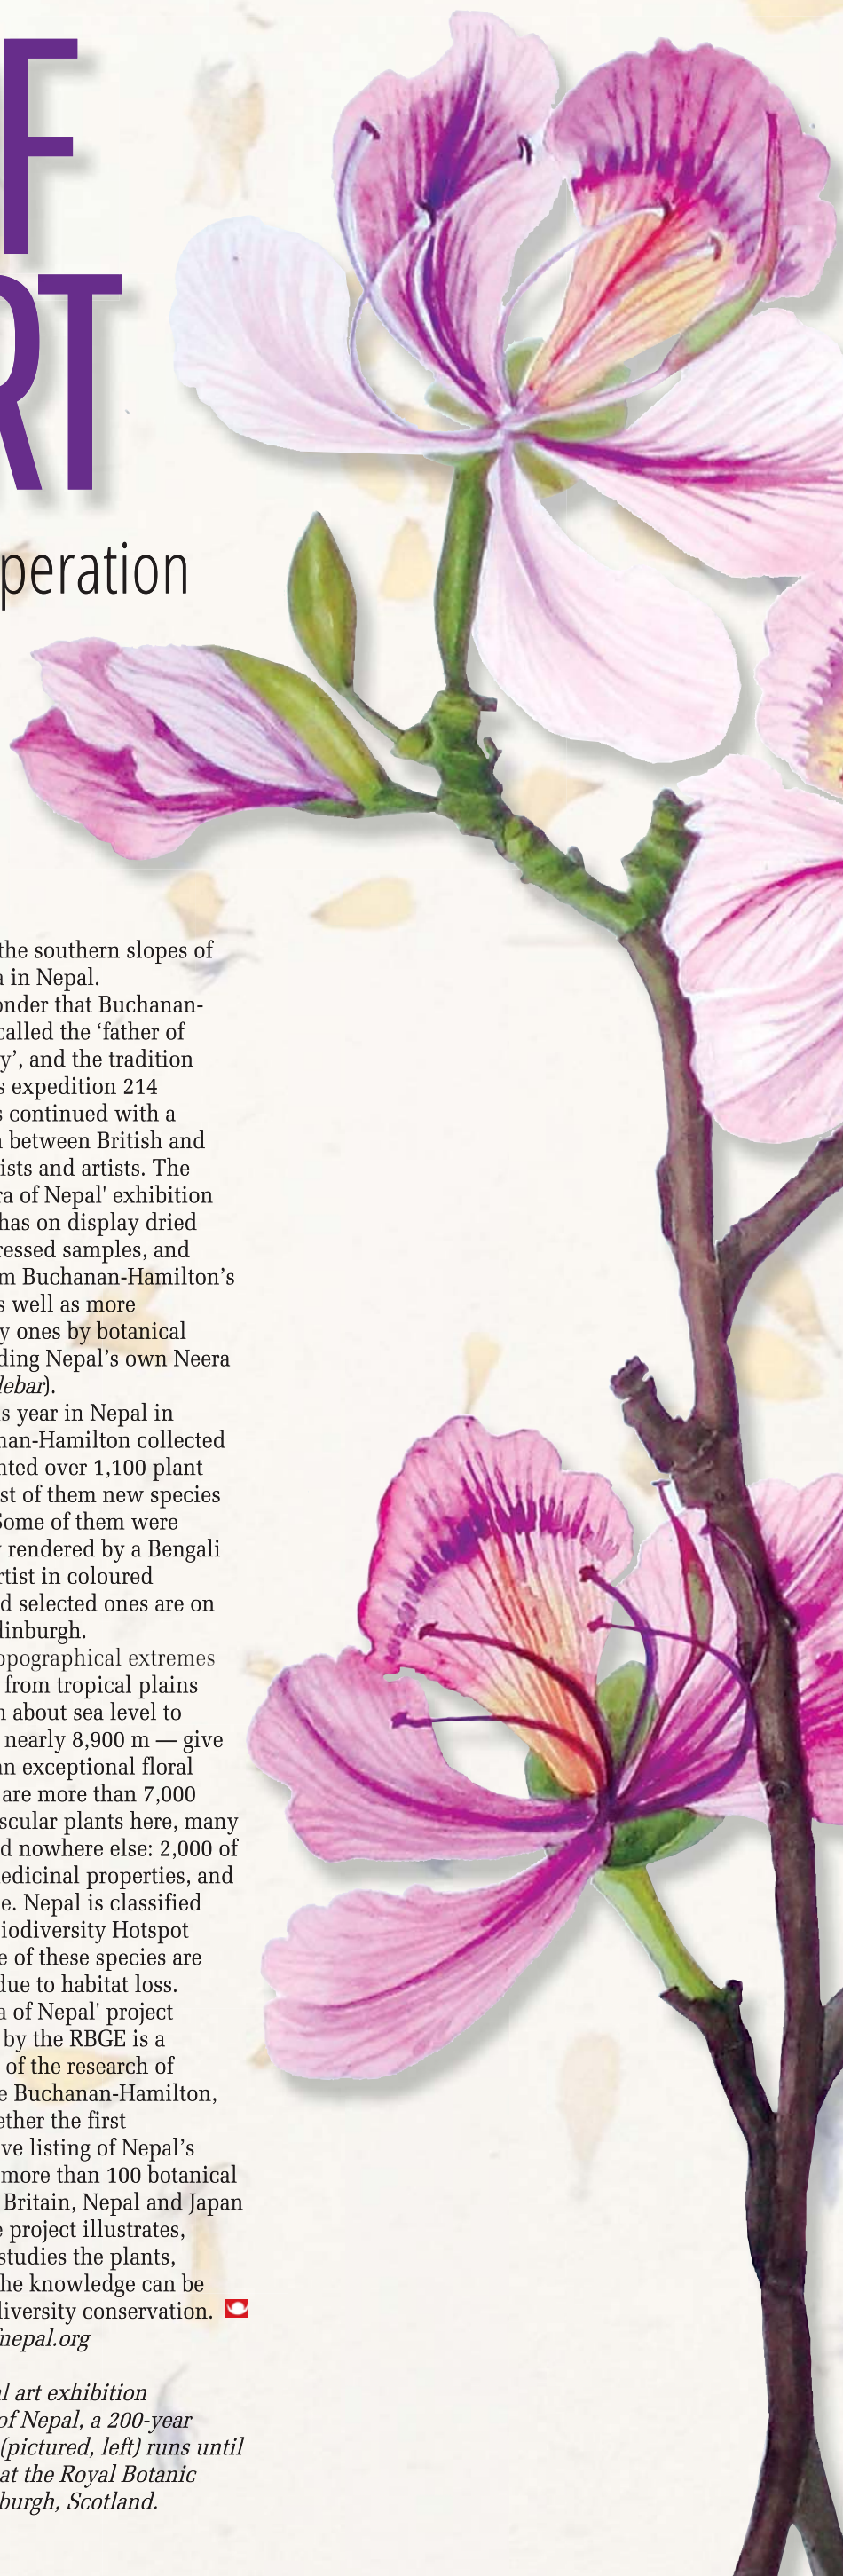 F
RT
peration
the southern slopes of
a in Nepal.
onder that Buchanan-
called the ‘father of
y’, and the tradition
s expedition 214
s continued with a
n between British and
ists and artists. The
ra of Nepal' exhibition
has on display dried
ressed samples, and
m Buchanan-Hamilton’s
s well as more
y ones by botanical
ding Nepal’s own Neera
lebar).
s year in Nepal in
nan-Hamilton collected
nted over 1,100 plant
st of them new species
Some of them were
y rendered by a Bengali
rtist in coloured
d selected ones are on
linburgh.
opographical extremes
from tropical plains
n about sea level to
nearly 8,900 m — give
an exceptional floral
are more than 7,000
scular plants here, many
d nowhere else: 2,000 of
edicinal properties, and
e. Nepal is classified
iodiversity Hotspot
e of these species are
due to habitat loss.
a of Nepal' project
by the RBGE is a
of the research of
e Buchanan-Hamilton,
ether the first
ve listing of Nepal’s
more than 100 botanical
Britain, Nepal and Japan
e project illustrates,
studies the plants,
he knowledge can be
diversity conservation.
fnepal.org
l art exhibition
of Nepal, a 200-year
(pictured, left) runs until
at the Royal Botanic
burgh, Scotland.